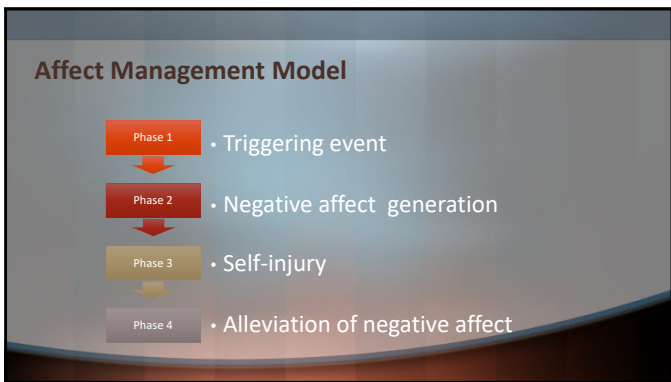 Affect Management Model
Phase 1
• Triggering event
Phase 2
• Negative affect generation
Phase 3
• Self-injury
Phase 4
• Alleviation of negative affect